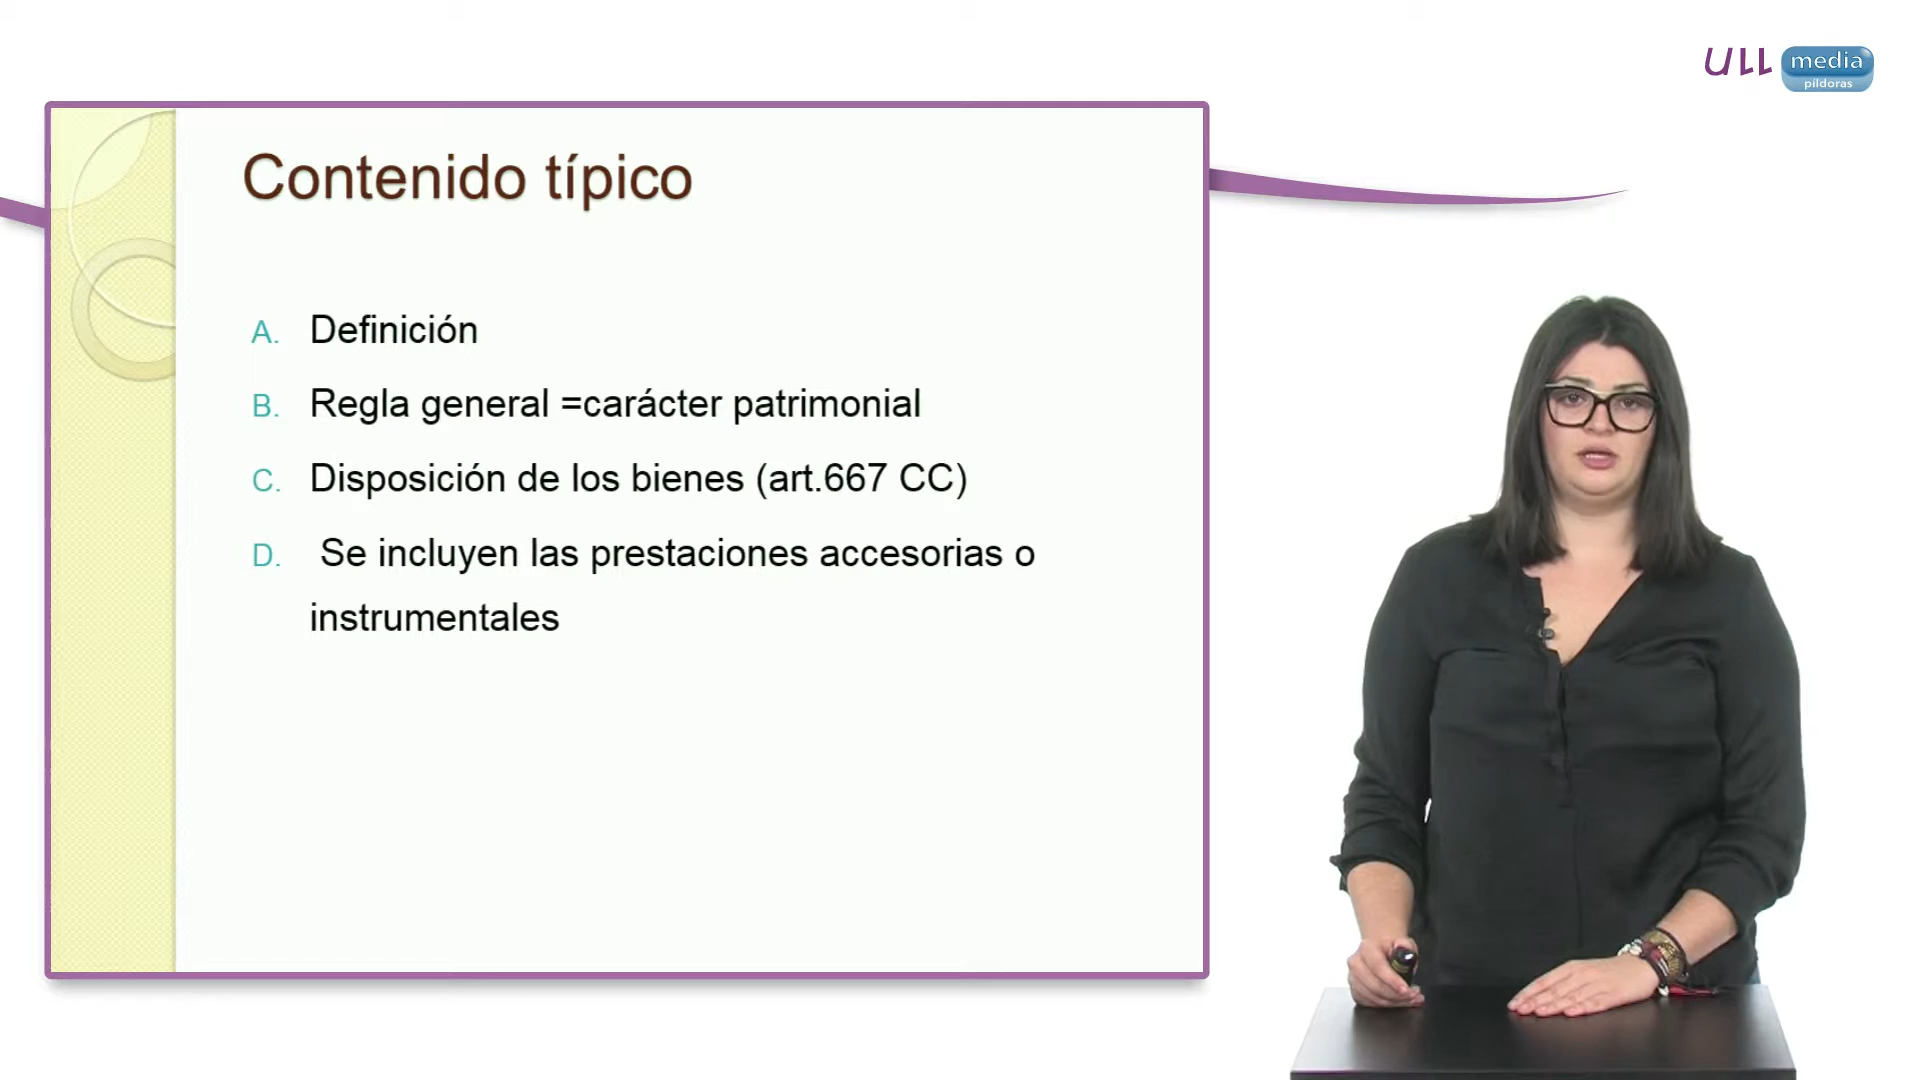 ULL media
píldoras
Contenido típico
A. Definición
B. Regla general =carácter patrimonial
C. Disposición de los bienes (art.667 CC)
D. Se incluyen las prestaciones accesorias o
instrumentales